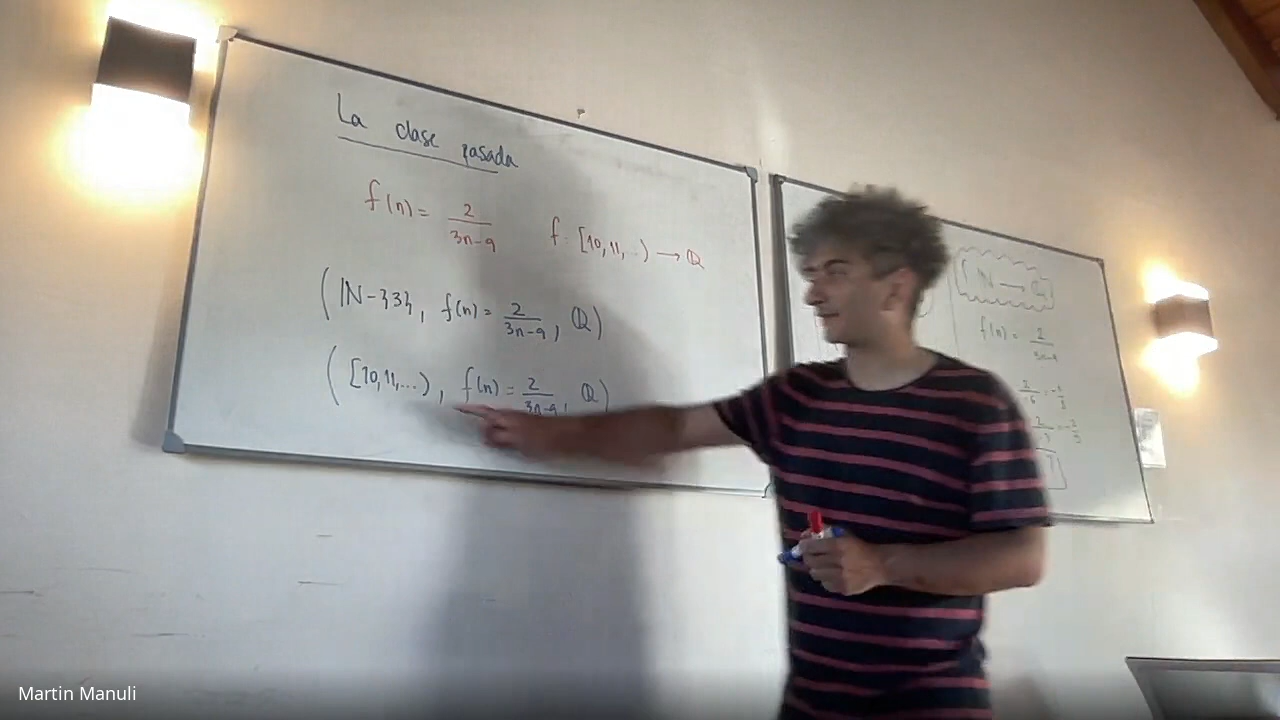 La clase pasada
f(n) = 2/(3n-9)   f: [10, 11, ..) → ℚ
(ℕ-{3}, f(n) = 2/(3n-9), ℚ)
([10, 11, ...), f(n) = 2/(3n-9), ℚ)
ℕ → ℚ
f(n) = 2/(3n-9)
Martin Manuli